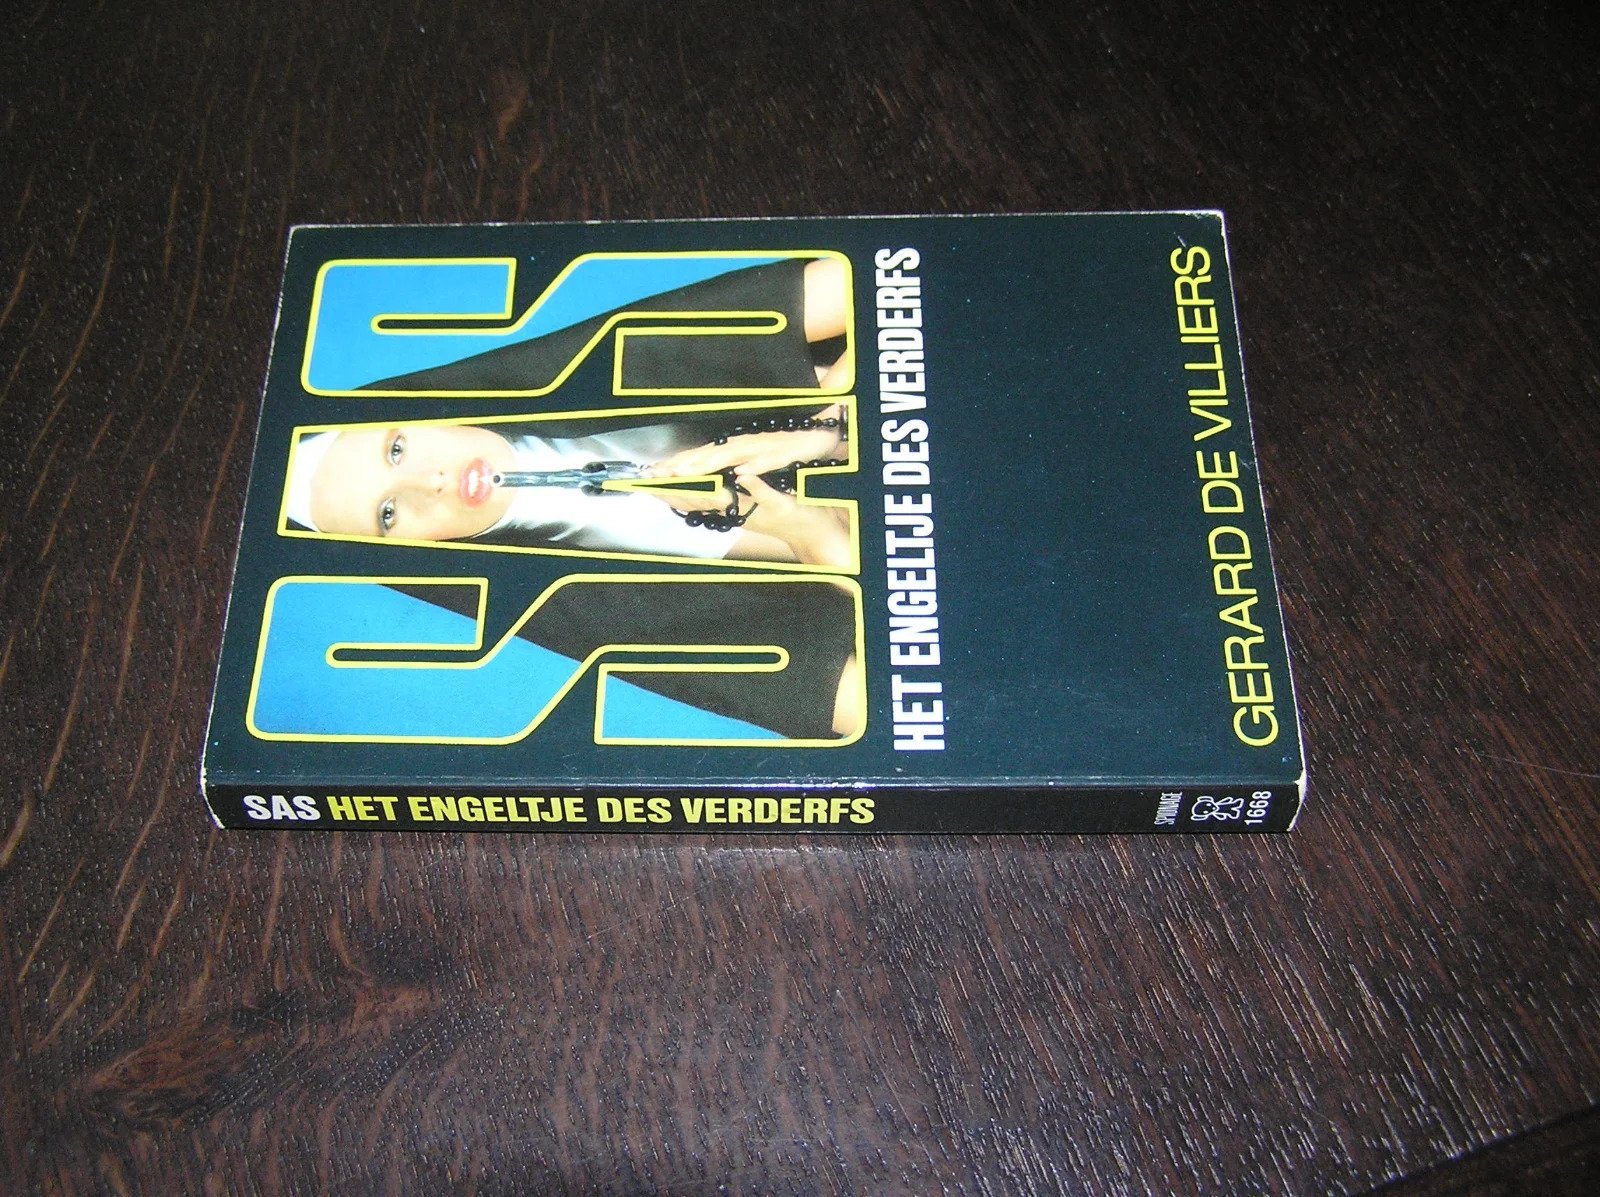 SAS
HET ENGELTJE DES VERDERFS
GERARD DE VILLIERS
SAS HET ENGELTJE DES VERDERFS
SPIONAGE
1668